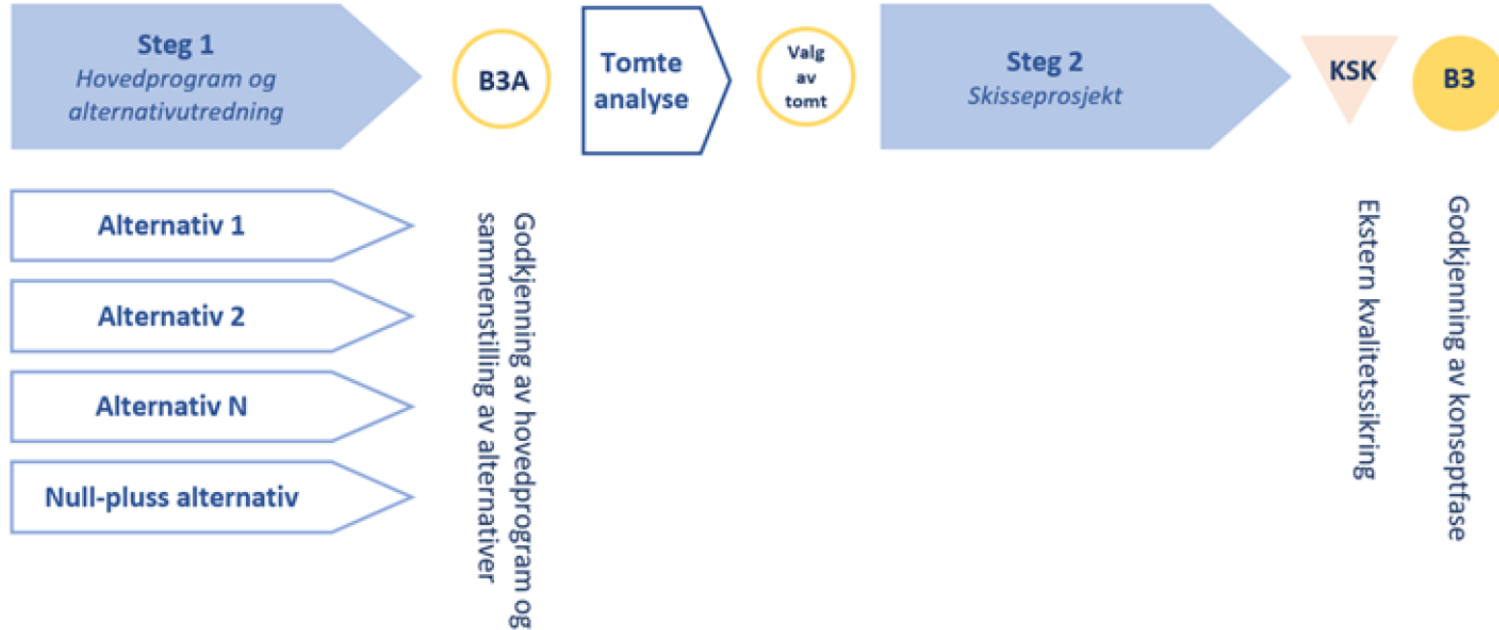 Steg 1
Hovedprogram og
alternativutredning
B3A
Tomte
analyse
Valg
av
tomt
Steg 2
Skisseprosjekt
KSK
B3
Alternativ 1
Alternativ 2
Alternativ N
Null-pluss alternativ
Godkjenning av hovedprogram og
sammenstilling av alternativer
Ekstern kvalitetssikring
Godkjenning av konseptfase